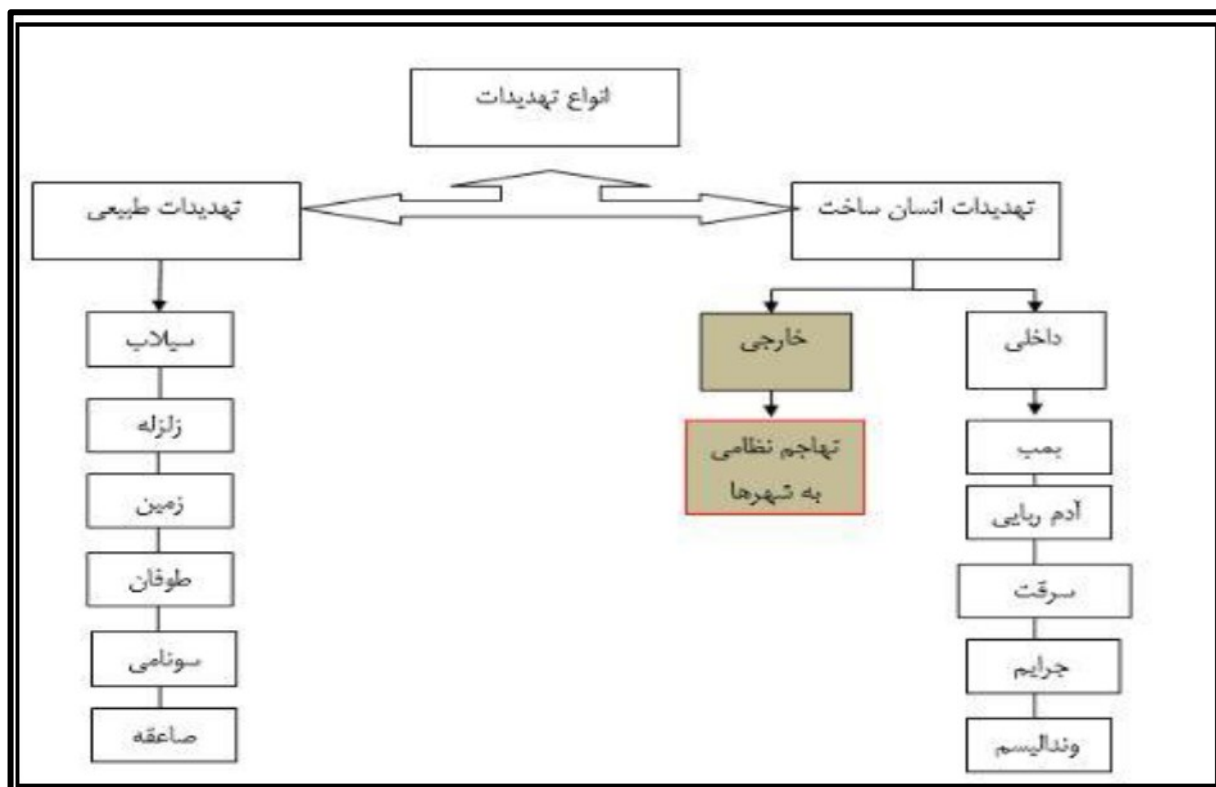 انواع تهدیدات
تهدیدات انسان ساخت
تهدیدات طبیعی
داخلی
خارجی
بمب
آدم ربایی
سرقت
جرایم
وندالیسم
تهاجم نظامی
به شهرها
سیلاب
زلزله
زمین
طوفان
سونامی
صاعقه